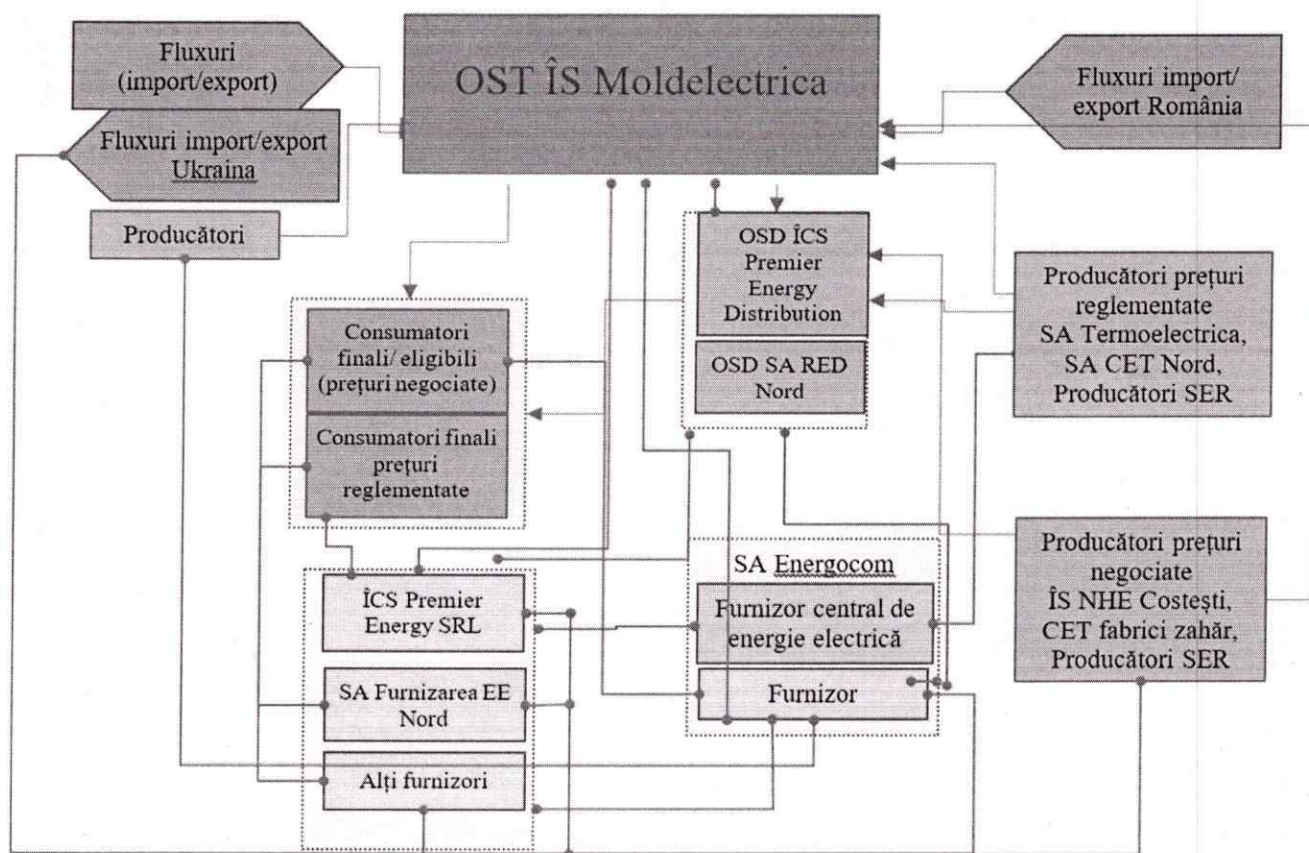 Fluxuri
(import/export)
OST ÎS Moldelectrica
Fluxuri import/
export România
Fluxuri import/export
Ukraina
Producători
OSD ÎCS
Premier
Energy
Distribution
OSD SA RED
Nord
Producători prețuri
reglementate
SA Termoelectrica,
SA CET Nord,
Producători SER
Consumatori
finali/ eligibili
(prețuri negociate)
Consumatori finali
prețuri
reglementate
Producători prețuri
negociate
ÎS NHE Costești,
CET fabrici zahăr,
Producători SER
SA Energocom
Furnizor central de
energie electrică
Furnizor
ÎCS Premier
Energy SRL
SA Furnizarea EE
Nord
Alți furnizori